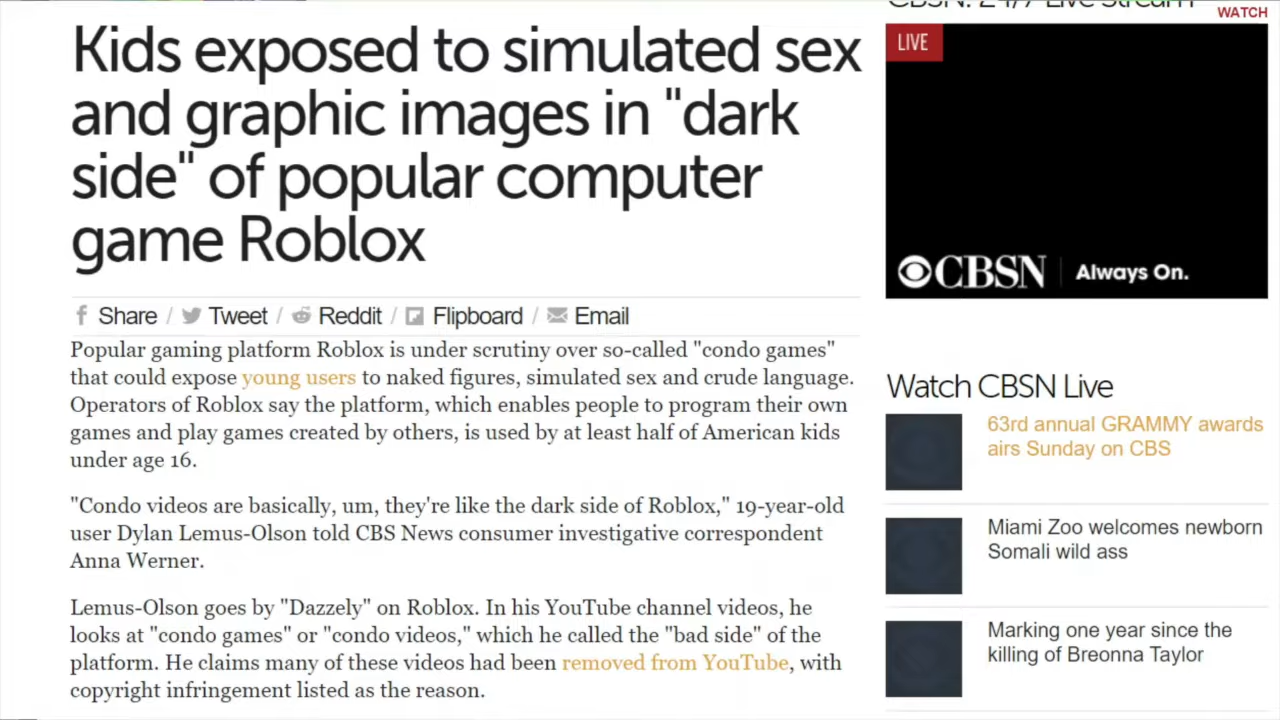 Kids exposed to simulated sex
and graphic images in "dark
side" of popular computer
game Roblox
Share / Tweet / Reddit / Flipboard / Email
Popular gaming platform Roblox is under scrutiny over so-called "condo games"
that could expose young users to naked figures, simulated sex and crude language.
Operators of Roblox say the platform, which enables people to program their own
games and play games created by others, is used by at least half of American kids
under age 16.
"Condo videos are basically, um, they're like the dark side of Roblox," 19-year-old
user Dylan Lemus-Olson told CBS News consumer investigative correspondent
Anna Werner.
Lemus-Olson goes by "Dazzely" on Roblox. In his YouTube channel videos, he
looks at "condo games" or "condo videos," which he called the "bad side" of the
platform. He claims many of these videos had been removed from YouTube, with
copyright infringement listed as the reason.
CBSN: 24/7 Live Stream
WATCH
LIVE
CBSN Always On.
Watch CBSN Live
63rd annual GRAMMY awards
airs Sunday on CBS
Miami Zoo welcomes newborn
Somali wild ass
Marking one year since the
killing of Breonna Taylor